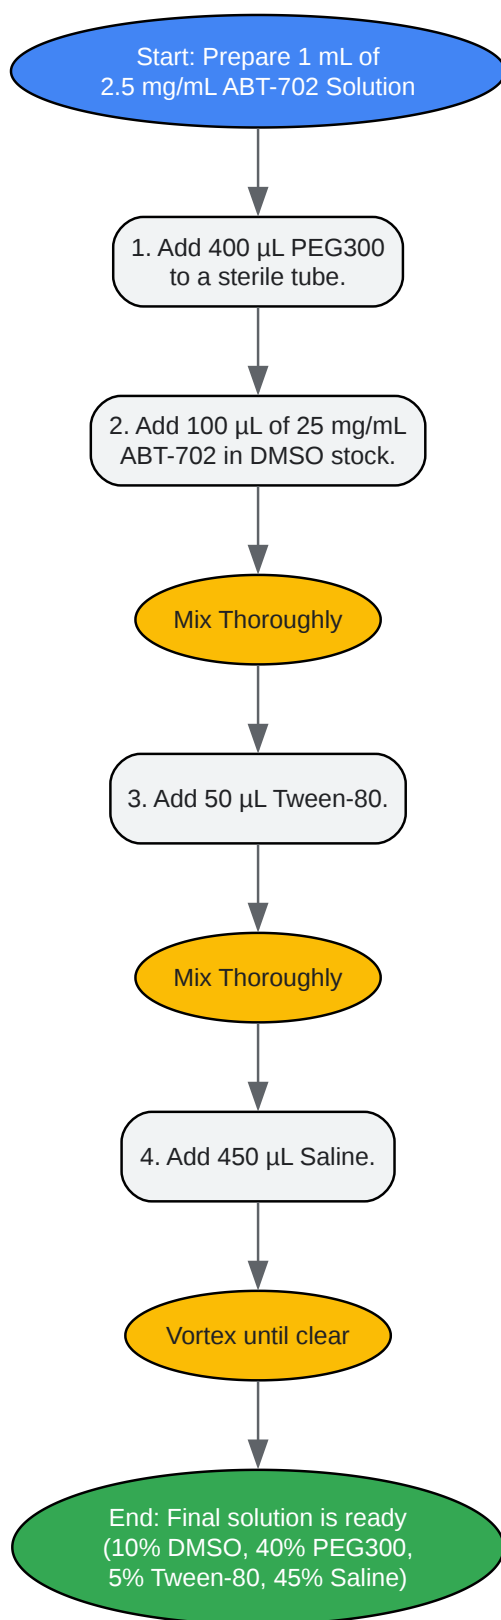 Start: Prepare 1 mL of
2.5 mg/mL ABT-702 Solution
1. Add 400 µL PEG300
to a sterile tube.
2. Add 100 µL of 25 mg/mL
ABT-702 in DMSO stock.
Mix Thoroughly
3. Add 50 µL Tween-80.
Mix Thoroughly
4. Add 450 µL Saline.
Vortex until clear
End: Final solution is ready
(10% DMSO, 40% PEG300,
5% Tween-80, 45% Saline)